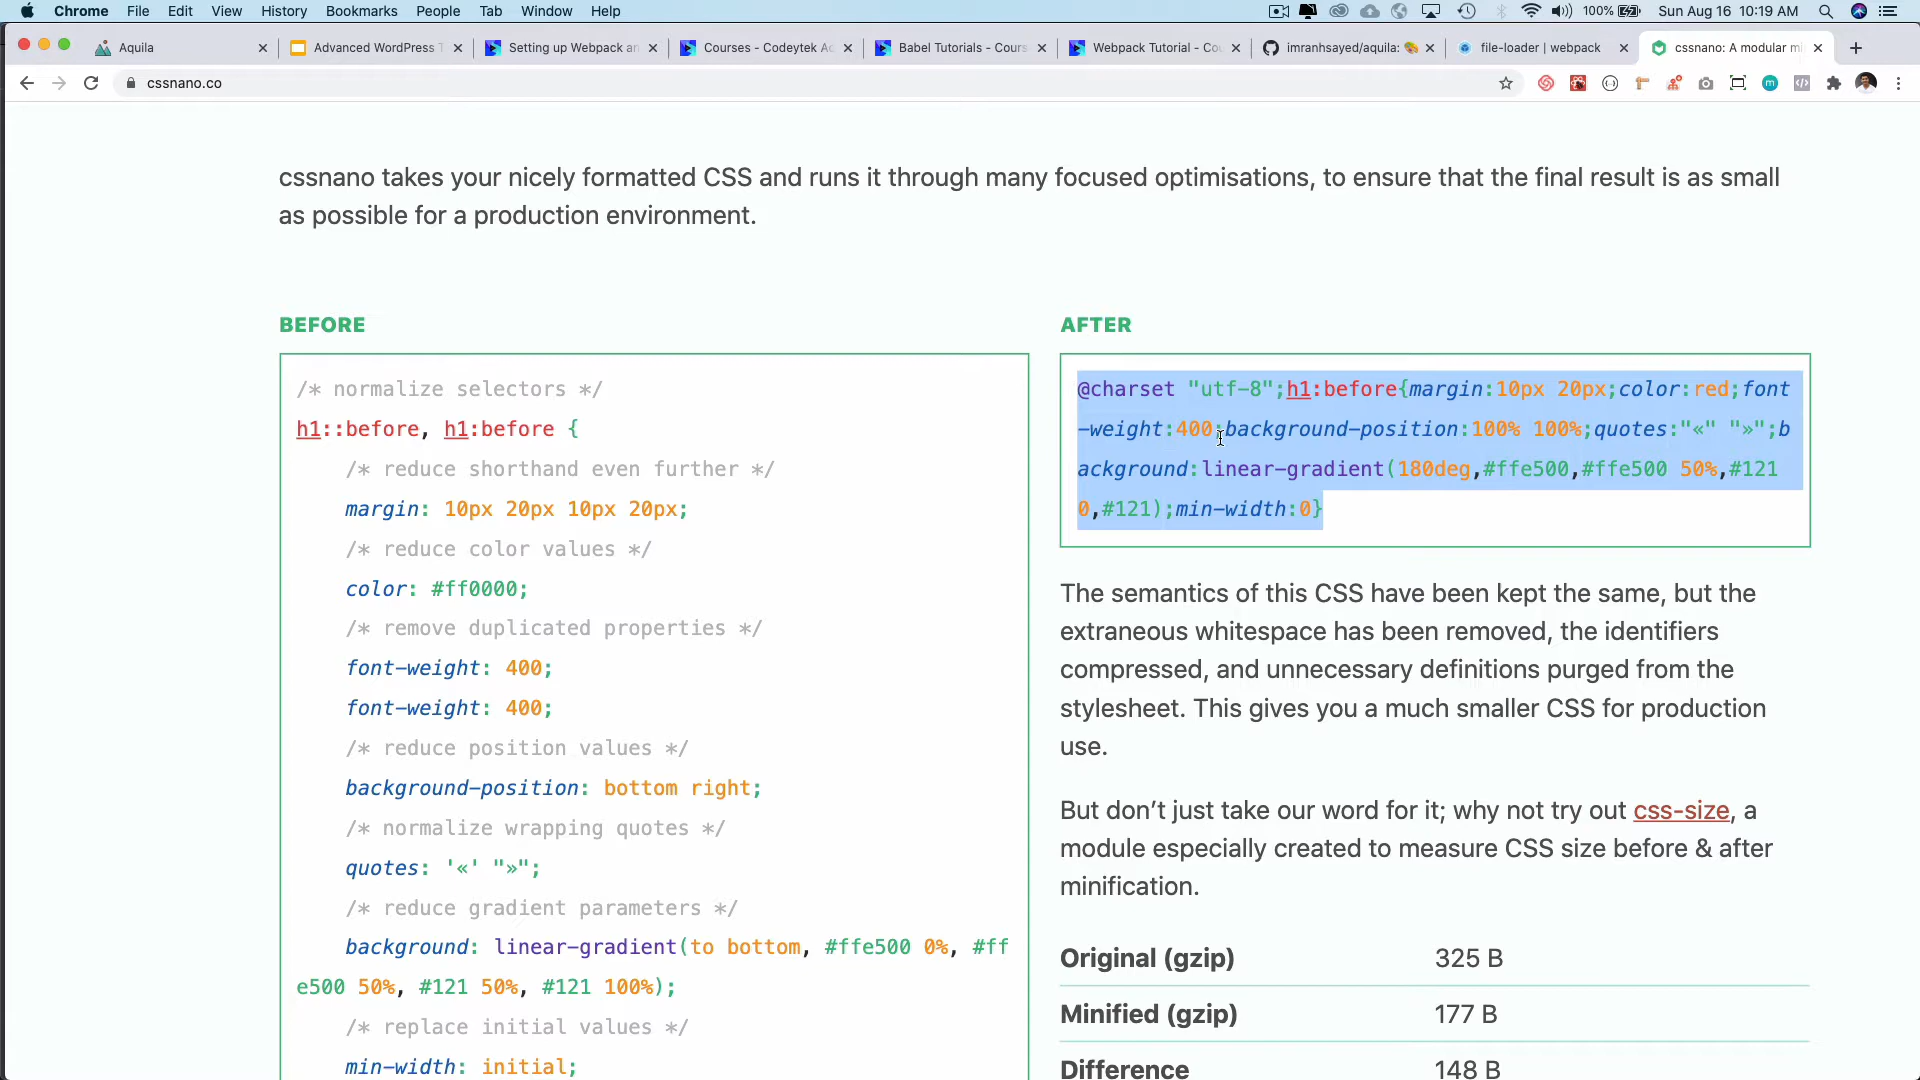 Chrome File Edit View History Bookmarks People Tab Window Help 100% Sun Aug 16 10:19 AM
Aquila Advanced WordPress T Setting up Webpack an Courses - Codeytek Ac Babel Tutorials - Cours Webpack Tutorial - Co imranhsayed/aquila: file-loader | webpack cssnano: A modular mi
cssnano.co
cssnano takes your nicely formatted CSS and runs it through many focused optimisations, to ensure that the final result is as small
as possible for a production environment.
BEFORE
/* normalize selectors */
h1::before, h1:before {
/* reduce shorthand even further */
margin: 10px 20px 10px 20px;
/* reduce color values */
color: #ff0000;
/* remove duplicated properties */
font-weight: 400;
font-weight: 400;
/* reduce position values */
background-position: bottom right;
/* normalize wrapping quotes */
quotes: '«' "»";
/* reduce gradient parameters */
background: linear-gradient(to bottom, #ffe500 0%, #ff
e500 50%, #121 50%, #121 100%);
/* replace initial values */
min-width: initial;
AFTER
@charset "utf-8";h1:before{margin:10px 20px;color:red;font
-weight:400;background-position:100% 100%;quotes:"«" "»";b
ackground:linear-gradient(180deg,#ffe500,#ffe500 50%,#121
0,#121);min-width:0}
The semantics of this CSS have been kept the same, but the
extraneous whitespace has been removed, the identifiers
compressed, and unnecessary definitions purged from the
stylesheet. This gives you a much smaller CSS for production
use.
But don’t just take our word for it; why not try out css-size, a
module especially created to measure CSS size before & after
minification.
Original (gzip) 325 B
Minified (gzip) 177 B
Difference 148 B